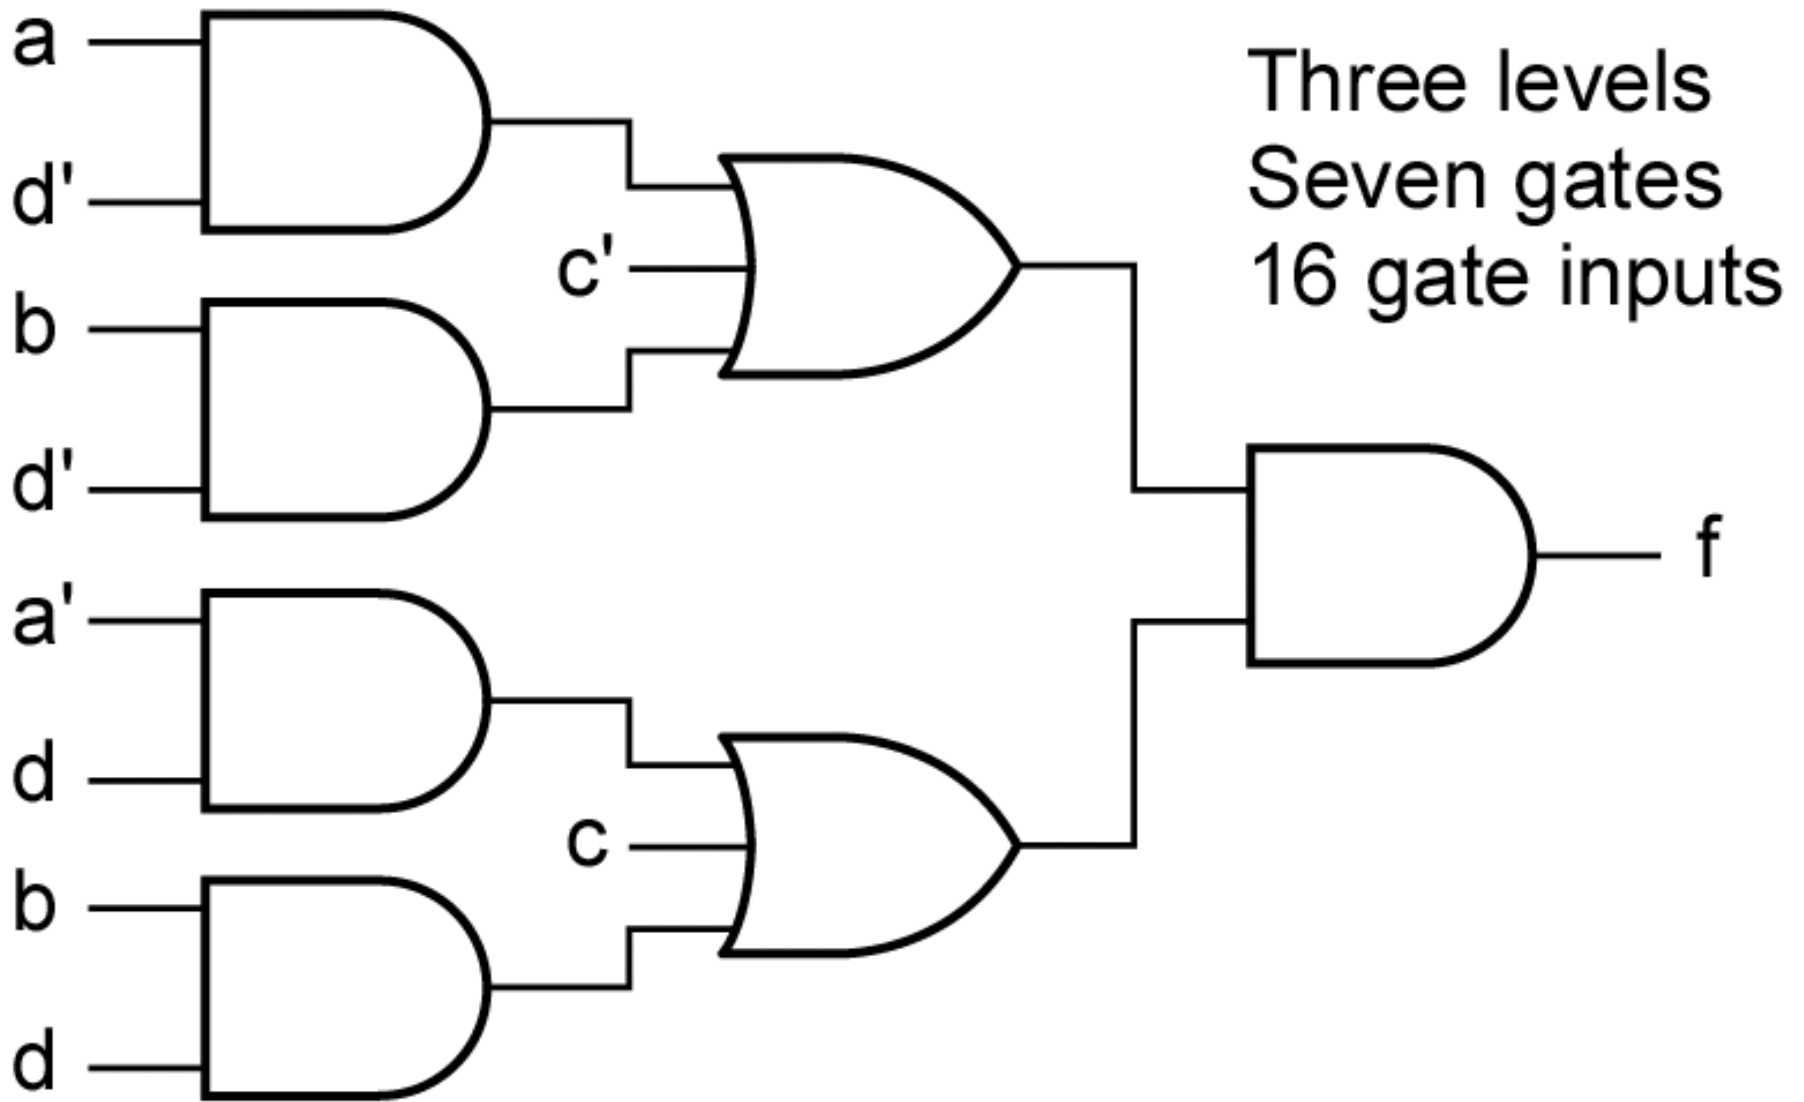 a
d'
c'
b
d'
a'
d
c
b
d
f
Three levels
Seven gates
16 gate inputs